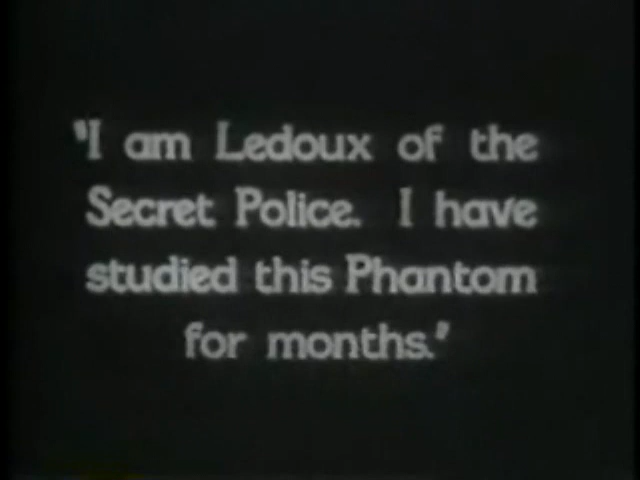 "I am Ledoux of the
Secret Police. I have
studied this Phantom
for months."